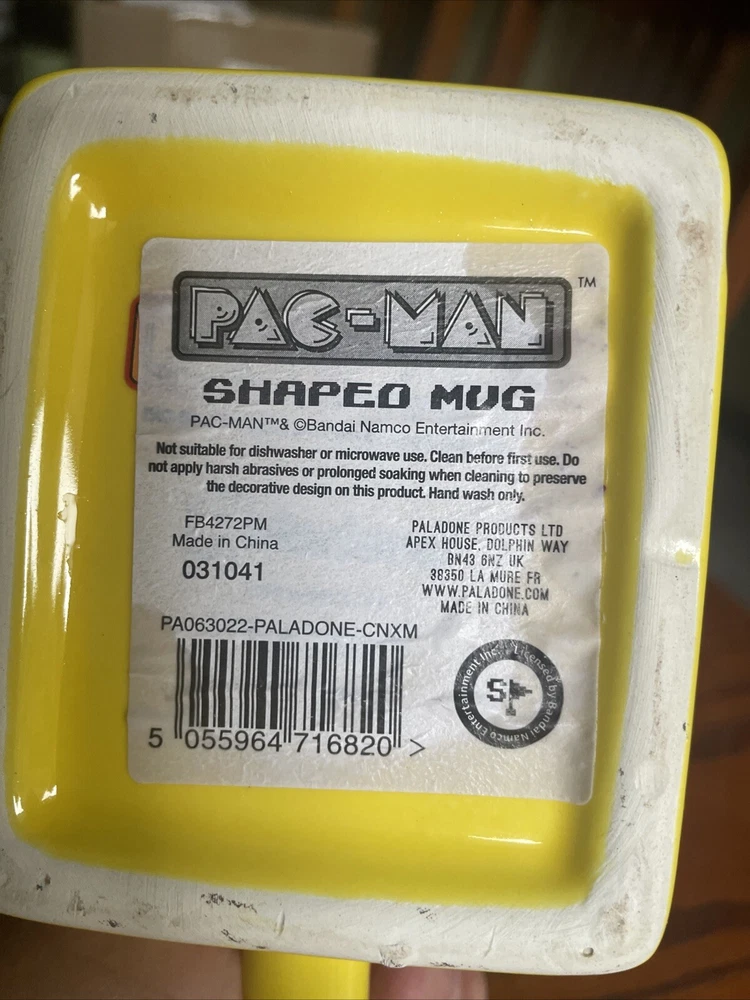 PAC-MAN™
SHAPED MUG
PAC-MAN™& ©Bandai Namco Entertainment Inc.
Not suitable for dishwasher or microwave use. Clean before first use. Do
not apply harsh abrasives or prolonged soaking when cleaning to preserve
the decorative design on this product. Hand wash only.
FB4272PM
Made in China
031041
PALADONE PRODUCTS LTD
APEX HOUSE, DOLPHIN WAY
BN43 6NZ UK
38350 LA MURE FR
WWW.PALADONE.COM
MADE IN CHINA
PA063022-PALADONE-CNXM
5 055964 716820 >
Licensed by Bandai Namco Entertainment Inc.